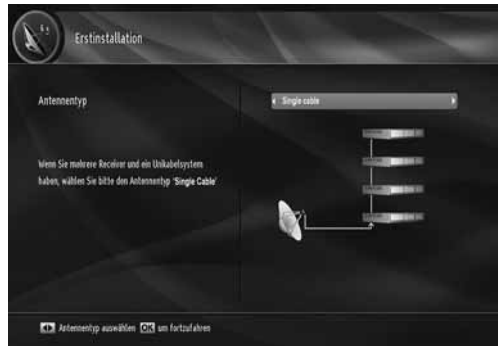 Erstinstallation
Antennentyp
Single cable
Wenn Sie mehrere Receiver und ein Unikabelsystem
haben, wählen Sie bitte den Antennentyp 'Single Cable'
Antennentyp auswählen OK um fortzufahren